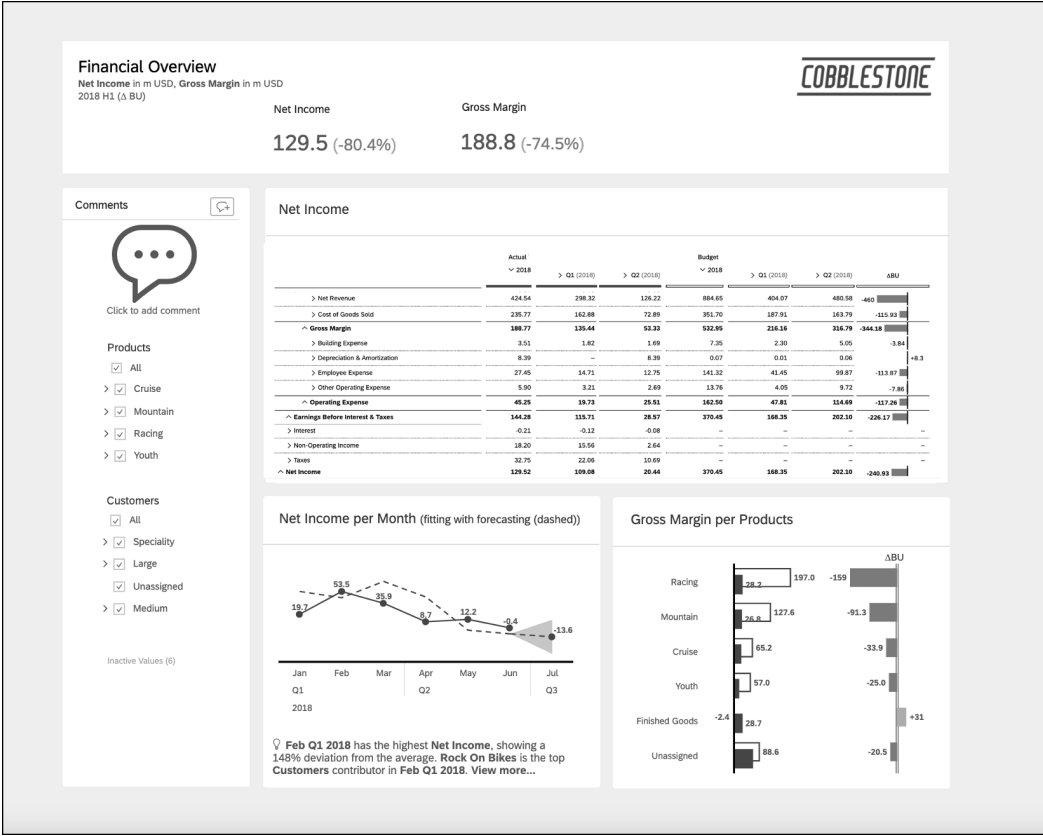 Financial Overview
Net Income in m USD, Gross Margin in m USD
2018 H1 (Δ BU)
COBBLESTONE
Net Income
Gross Margin
129.5 (-80.4%)
188.8 (-74.5%)
Comments
Click to add comment
Products
All
Cruise
Mountain
Racing
Youth
Customers
All
Speciality
Large
Unassigned
Medium
Inactive Values (6)
Net Income
Actual Budget
2018 Q1 (2018) Q2 (2018) 2018 Q1 (2018) Q2 (2018) ΔBU
Net Revenue 424.54 298.32 126.22 884.65 404.07 480.58 -460
Cost of Goods Sold 235.77 162.88 72.89 351.70 187.91 163.79 -115.93
Gross Margin 188.77 135.44 53.33 532.95 216.16 316.79 -344.18
Building Expense 3.51 1.82 1.69 7.35 2.30 5.05 -3.84
Depreciation & Amortization 8.39 – 8.39 0.07 0.01 0.06 +8.3
Employee Expense 27.45 14.71 12.75 141.32 41.45 99.87 -113.87
Other Operating Expense 5.90 3.21 2.69 13.76 4.05 9.72 -7.86
Operating Expense 45.25 19.73 25.51 162.50 47.81 114.69 -117.26
Earnings Before Interest & Taxes 144.28 115.71 28.57 370.45 168.35 202.10 -226.17
Interest -0.21 -0.12 -0.08 – – – –
Non-Operating Income 18.20 15.56 2.64 – – – –
Taxes 32.75 22.06 10.69 – – – –
Net Income 129.52 109.08 20.44 370.45 168.35 202.10 -240.93
Net Income per Month (fitting with forecasting (dashed))
19.7 53.5 35.9 8.7 12.2 -0.4 -13.6
Jan Feb Mar Apr May Jun Jul
Q1 Q2 Q3
2018
Feb Q1 2018 has the highest Net Income, showing a
148% deviation from the average. Rock On Bikes is the top
Customers contributor in Feb Q1 2018. View more...
Gross Margin per Products
ΔBU
Racing 28.2 197.0 -159
Mountain 26.8 127.6 -91.3
Cruise 65.2 -33.9
Youth 57.0 -25.0
Finished Goods -2.4 28.7 +31
Unassigned 88.6 -20.5